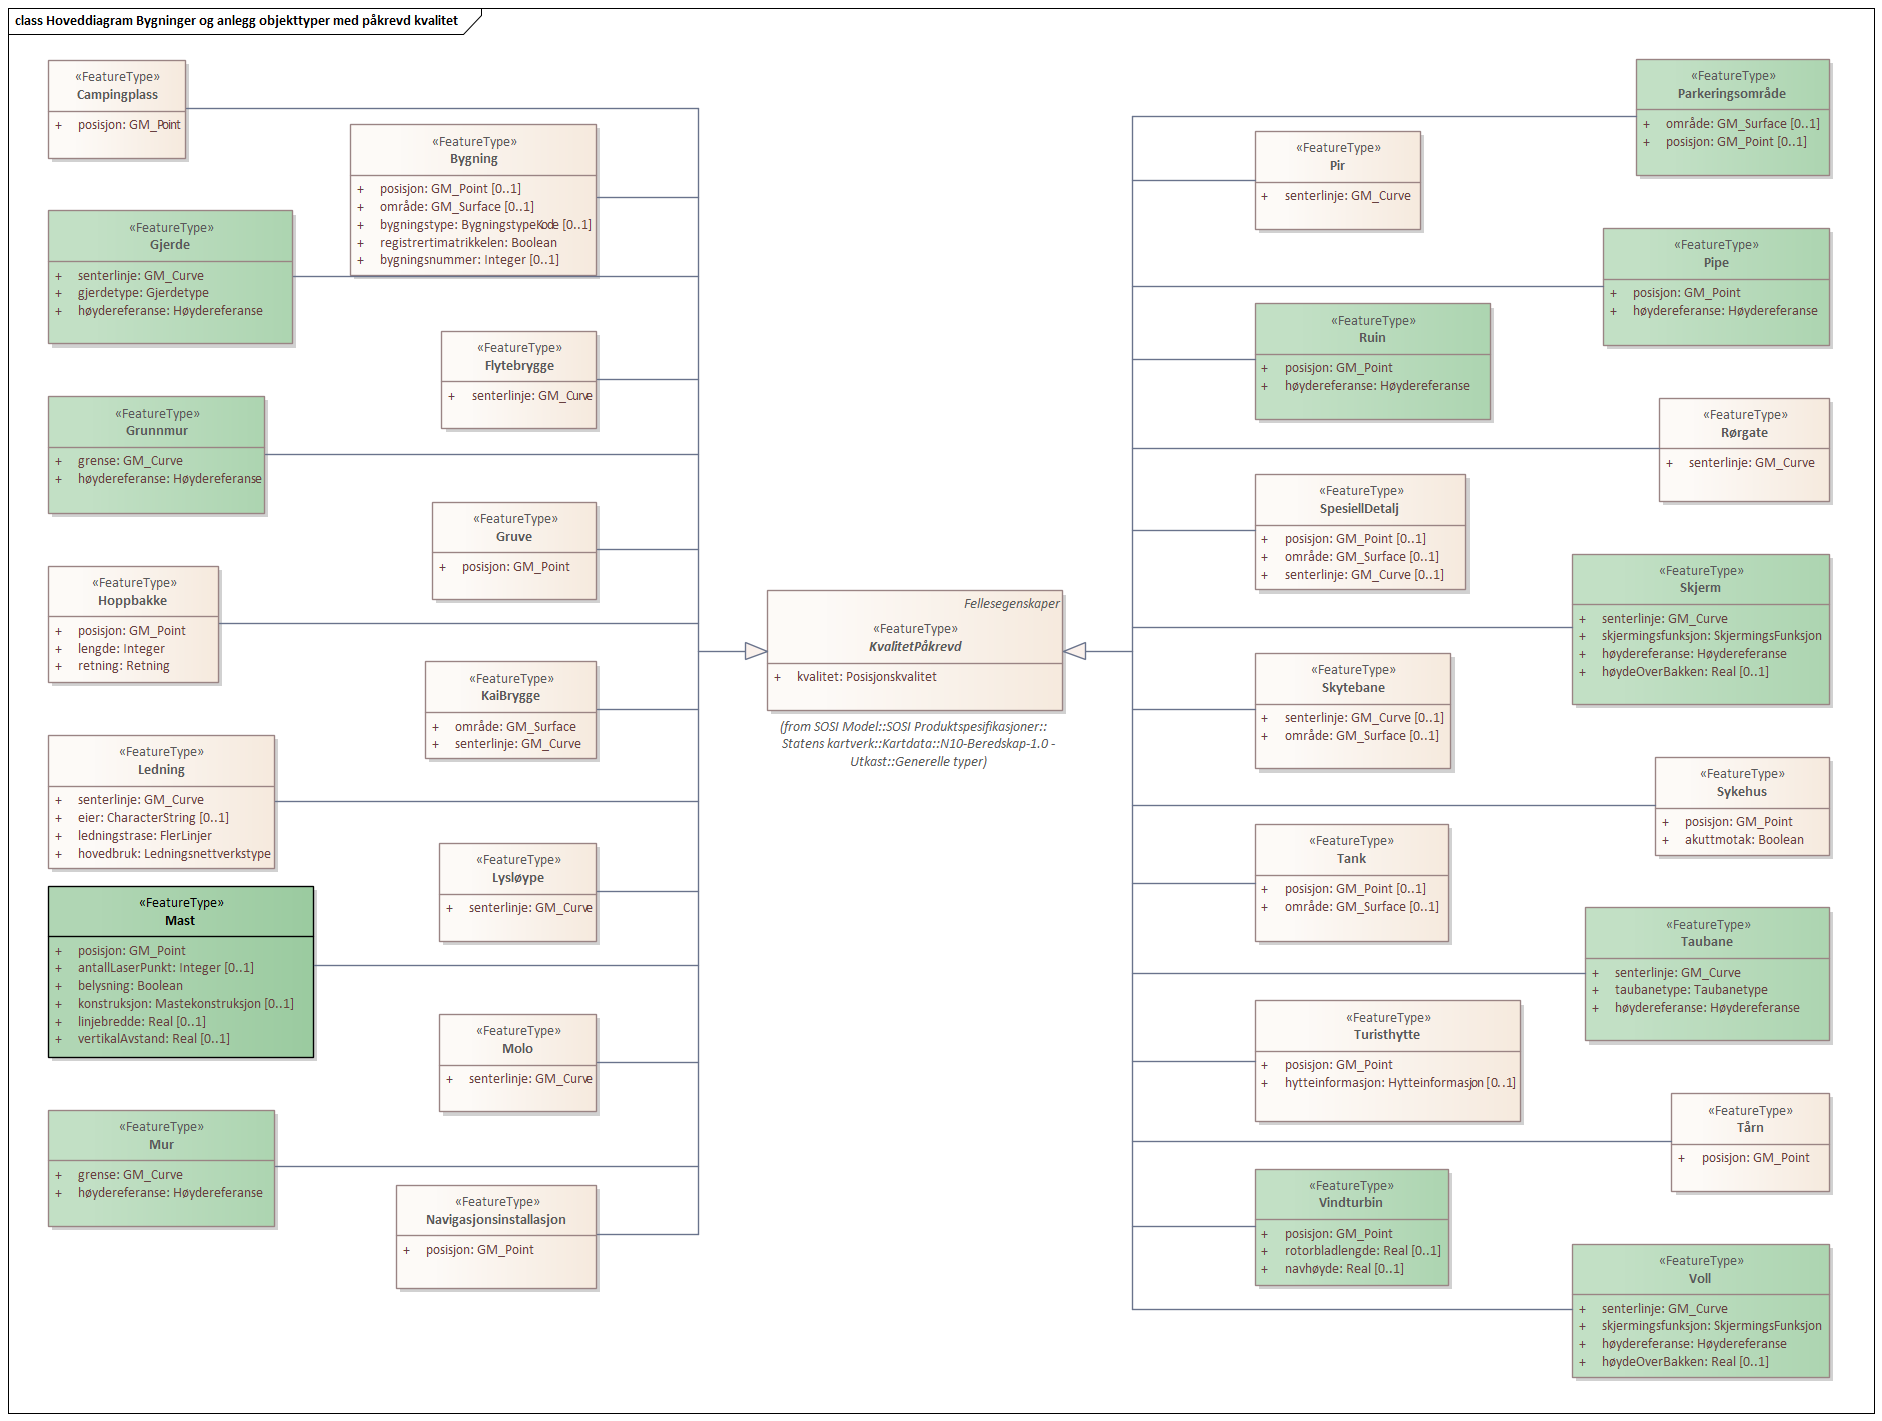 class Hoveddiagram Bygninger og anlegg objekttyper med påkrevd kvalitet
«FeatureType»
Campingplass
+ posisjon: GM_Point
«FeatureType»
Bygning
+ posisjon: GM_Point [0..1]
+ område: GM_Surface [0..1]
+ bygningstype: BygningstypeKode [0..1]
+ registrertimatrikkelen: Boolean
+ bygningsnummer: Integer [0..1]
«FeatureType»
Gjerde
+ senterlinje: GM_Curve
+ gjerdetype: Gjerdetype
+ høydereferanse: Høydereferanse
«FeatureType»
Flytebrygge
+ senterlinje: GM_Curve
«FeatureType»
Grunnmur
+ grense: GM_Curve
+ høydereferanse: Høydereferanse
«FeatureType»
Gruve
+ posisjon: GM_Point
«FeatureType»
Hoppbakke
+ posisjon: GM_Point
+ lengde: Integer
+ retning: Retning
«FeatureType»
KaiBrygge
+ område: GM_Surface
+ senterlinje: GM_Curve
«FeatureType»
Ledning
+ senterlinje: GM_Curve
+ eier: CharacterString [0..1]
+ ledningstrase: FlerLinjer
+ hovedbruk: Ledningsnettverkstype
«FeatureType»
Lysløype
+ senterlinje: GM_Curve
«FeatureType»
Mast
+ posisjon: GM_Point
+ antallLaserPunkt: Integer [0..1]
+ belysning: Boolean
+ konstruksjon: Mastekonstruksjon [0..1]
+ linjebredde: Real [0..1]
+ vertikalAvstand: Real [0..1]
«FeatureType»
Molo
+ senterlinje: GM_Curve
«FeatureType»
Mur
+ grense: GM_Curve
+ høydereferanse: Høydereferanse
«FeatureType»
Navigasjonsinstallasjon
+ posisjon: GM_Point
Fellesegenskaper
«FeatureType»
KvalitetPåkrevd
+ kvalitet: Posisjonskvalitet
(from SOSI Model::SOSI Produktspesifikasjoner::
Statens kartverk::Kartdata::N10-Beredskap-1.0 -
Utkast::Generelle typer)
«FeatureType»
Parkeringsområde
+ område: GM_Surface [0..1]
+ posisjon: GM_Point [0..1]
«FeatureType»
Pir
+ senterlinje: GM_Curve
«FeatureType»
Pipe
+ posisjon: GM_Point
+ høydereferanse: Høydereferanse
«FeatureType»
Ruin
+ posisjon: GM_Point
+ høydereferanse: Høydereferanse
«FeatureType»
Rørgate
+ senterlinje: GM_Curve
«FeatureType»
SpesiellDetalj
+ posisjon: GM_Point [0..1]
+ område: GM_Surface [0..1]
+ senterlinje: GM_Curve [0..1]
«FeatureType»
Skjerm
+ senterlinje: GM_Curve
+ skjermingsfunksjon: SkjermingsFunksjon
+ høydereferanse: Høydereferanse
+ høydeOverBakken: Real [0..1]
«FeatureType»
Skytebane
+ senterlinje: GM_Curve [0..1]
+ område: GM_Surface [0..1]
«FeatureType»
Sykehus
+ posisjon: GM_Point
+ akuttmotak: Boolean
«FeatureType»
Tank
+ posisjon: GM_Point [0..1]
+ område: GM_Surface [0..1]
«FeatureType»
Taubane
+ senterlinje: GM_Curve
+ taubanetype: Taubanetype
+ høydereferanse: Høydereferanse
«FeatureType»
Turisthytte
+ posisjon: GM_Point
+ hytteinformasjon: Hytteinformasjon [0..1]
«FeatureType»
Tårn
+ posisjon: GM_Point
«FeatureType»
Vindturbin
+ posisjon: GM_Point
+ rotorbladlengde: Real [0..1]
+ navhøyde: Real [0..1]
«FeatureType»
Voll
+ senterlinje: GM_Curve
+ skjermingsfunksjon: SkjermingsFunksjon
+ høydereferanse: Høydereferanse
+ høydeOverBakken: Real [0..1]